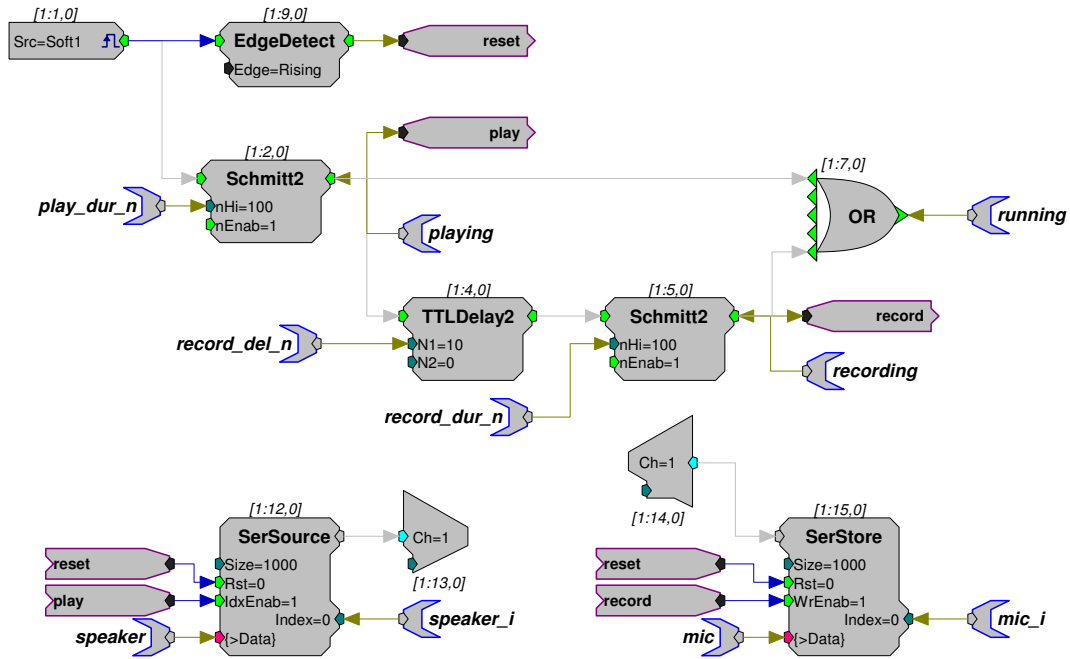 [1:1,0]
Src=Soft1
[1:9,0]
EdgeDetect
Edge=Rising
reset
play
[1:2,0]
Schmitt2
nHi=100
nEnab=1
play_dur_n
playing
[1:7,0]
OR
running
[1:4,0]
TTLDelay2
N1=10
N2=0
record_del_n
[1:5,0]
Schmitt2
nHi=100
nEnab=1
record
recording
record_dur_n
Ch=1
[1:14,0]
[1:12,0]
SerSource
Size=1000
Rst=0
IdxEnab=1
Index=0
{>Data}
reset
play
speaker
Ch=1
[1:13,0]
speaker_i
[1:15,0]
SerStore
Size=1000
Rst=0
WrEnab=1
Index=0
{>Data}
reset
record
mic
mic_i